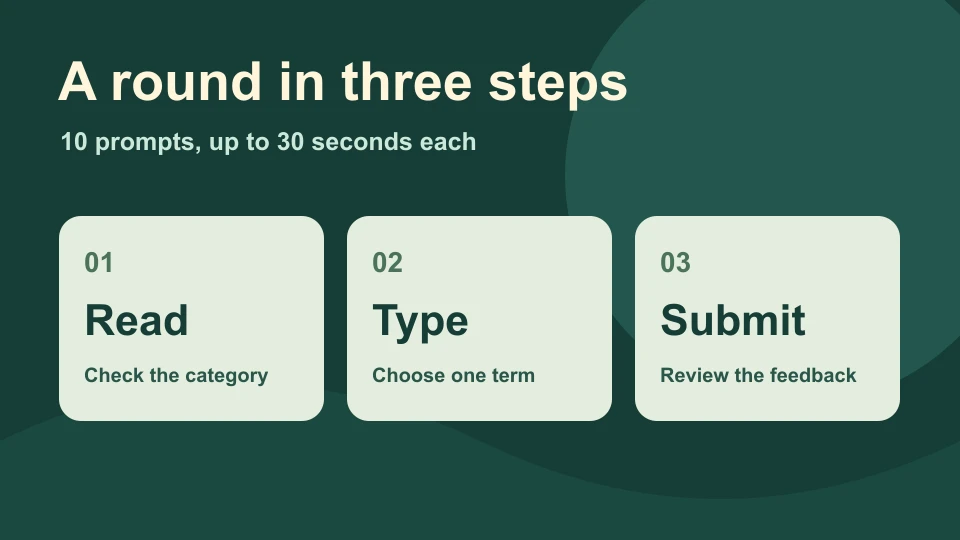 A round in three steps
10 prompts, up to 30 seconds each
01
Read
Check the category
02
Type
Choose one term
03
Submit
Review the feedback